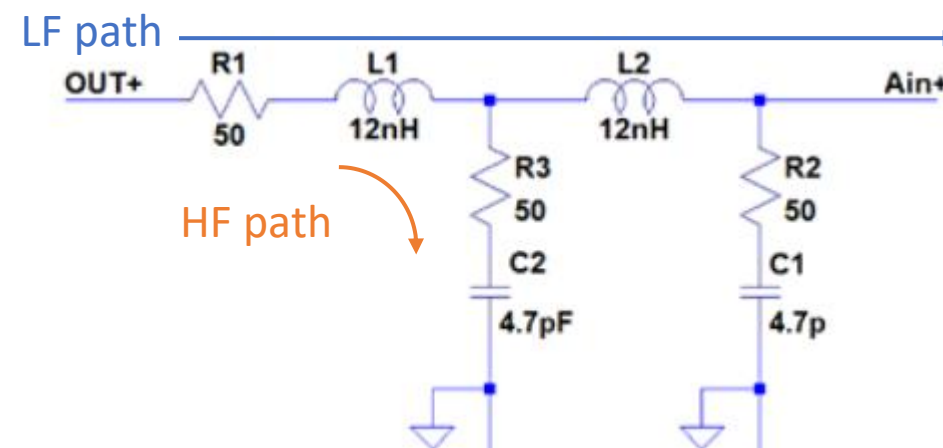 LF path
OUT+
R1
50
L1
12nH
L2
12nH
Ain+
HF path
R3
50
C2
4.7pF
R2
50
C1
4.7p